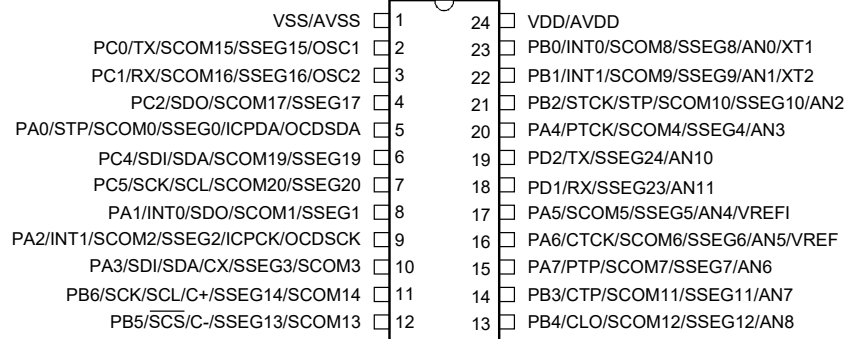 VSS/AVSS 1 24 VDD/AVDD
PC0/TX/SCOM15/SSEG15/OSC1 2 23 PB0/INT0/SCOM8/SSEG8/AN0/XT1
PC1/RX/SCOM16/SSEG16/OSC2 3 22 PB1/INT1/SCOM9/SSEG9/AN1/XT2
PC2/SDO/SCOM17/SSEG17 4 21 PB2/STCK/STP/SCOM10/SSEG10/AN2
PA0/STP/SCOM0/SSEG0/ICPDA/OCDSDA 5 20 PA4/PTCK/SCOM4/SSEG4/AN3
PC4/SDI/SDA/SCOM19/SSEG19 6 19 PD2/TX/SSEG24/AN10
PC5/SCK/SCL/SCOM20/SSEG20 7 18 PD1/RX/SSEG23/AN11
PA1/INT0/SDO/SCOM1/SSEG1 8 17 PA5/SCOM5/SSEG5/AN4/VREFI
PA2/INT1/SCOM2/SSEG2/ICPCK/OCDSCK 9 16 PA6/CTCK/SCOM6/SSEG6/AN5/VREF
PA3/SDI/SDA/CX/SSEG3/SCOM3 10 15 PA7/PTP/SCOM7/SSEG7/AN6
PB6/SCK/SCL/C+/SSEG14/SCOM14 11 14 PB3/CTP/SCOM11/SSEG11/AN7
PB5/S̅C̅S̅/C-/SSEG13/SCOM13 12 13 PB4/CLO/SCOM12/SSEG12/AN8